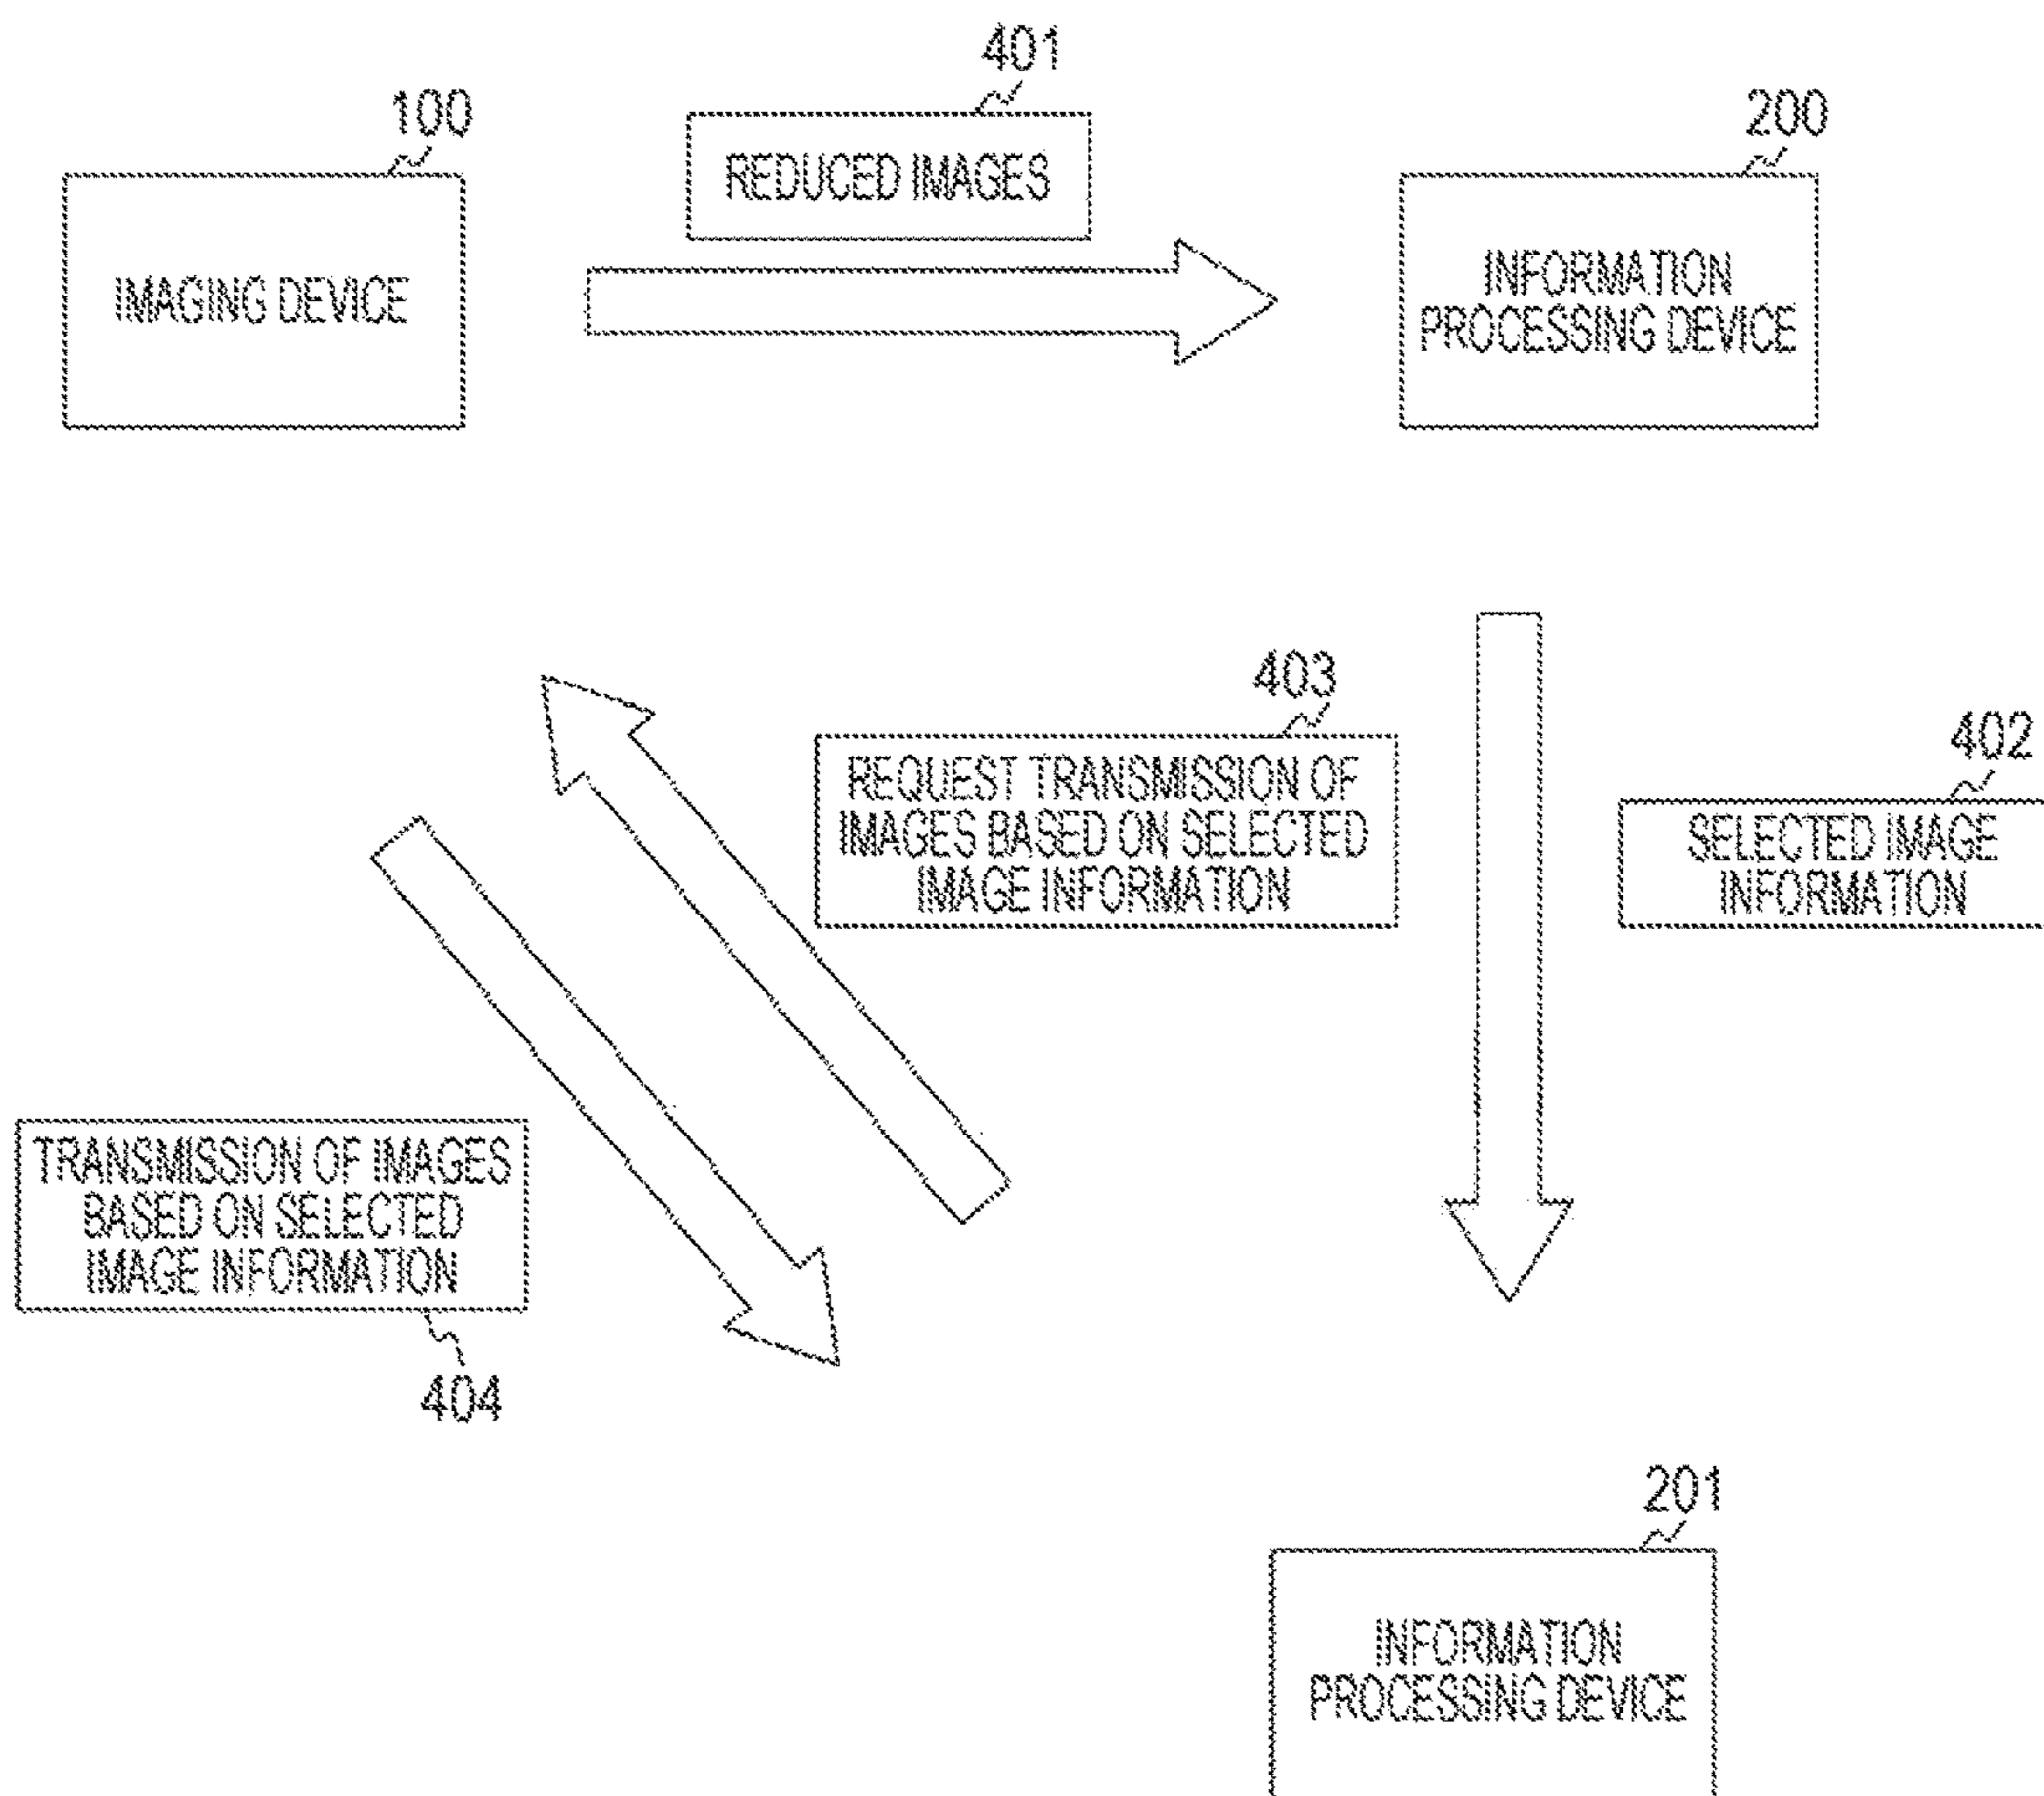 401
100
200
REDUCED IMAGES
IMAGING DEVICE
INFORMATION
PROCESSING DEVICE
403
402
REQUEST TRANSMISSION OF
IMAGES BASED ON SELECTED
IMAGE INFORMATION
SELECTED IMAGE
INFORMATION
TRANSMISSION OF IMAGES
BASED ON SELECTED
IMAGE INFORMATION
404
201
INFORMATION
PROCESSING DEVICE